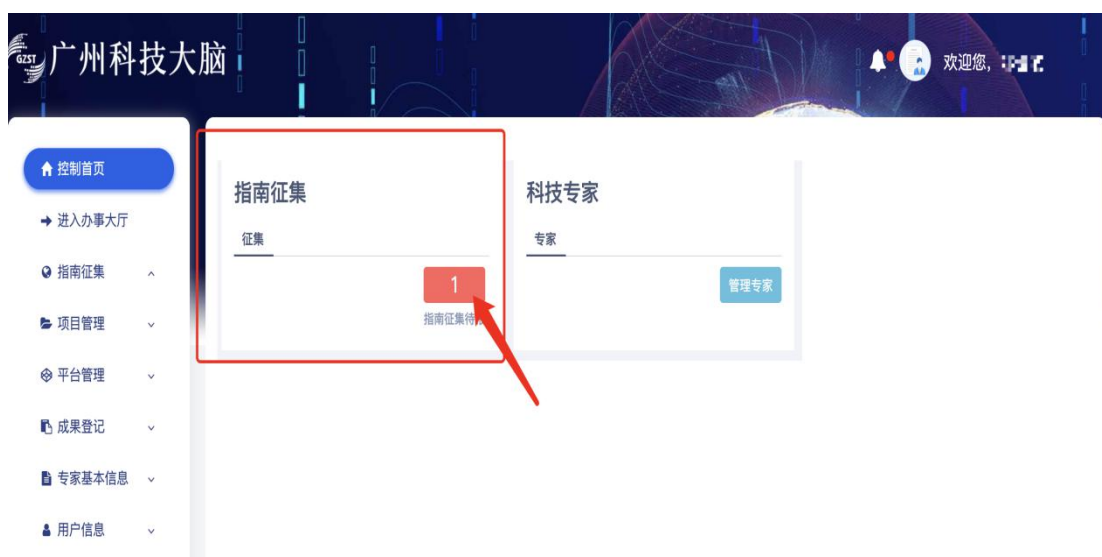 GZST
广州科技大脑
欢迎您,
控制首页
进入办事大厅
指南征集
项目管理
平台管理
成果登记
专家基本信息
用户信息
指南征集
征集
1
指南征集待
科技专家
专家
管理专家